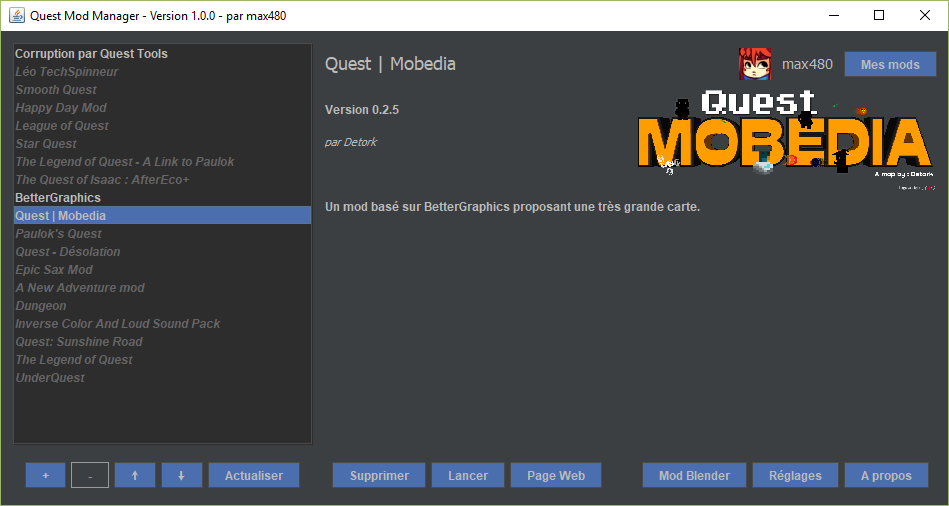 Quest Mod Manager - Version 1.0.0 - par max480
Corruption par Quest Tools
Léo TechSpinneur
Smooth Quest
Happy Day Mod
League of Quest
Star Quest
The Legend of Quest - A Link to Paulok
The Quest of Isaac : AfterEco+
BetterGraphics
Quest | Mobedia
Paulok's Quest
Quest - Désolation
Epic Sax Mod
A New Adventure mod
Dungeon
Inverse Color And Loud Sound Pack
Quest: Sunshine Road
The Legend of Quest
UnderQuest
Quest | Mobedia
max480
Mes mods
Version 0.2.5
par Detork
Quest
MOBEDIA
A map by : Detork
Un mod basé sur BetterGraphics proposant une très grande carte.
+
-
Actualiser
Supprimer
Lancer
Page Web
Mod Blender
Réglages
A propos